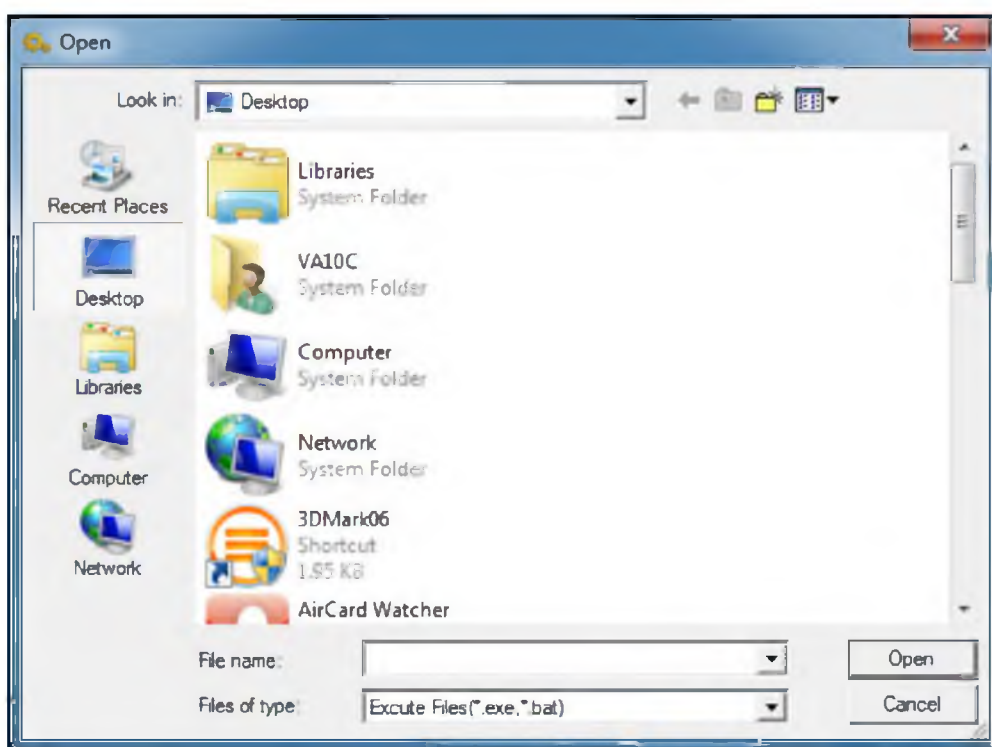 Open
Look in:
Desktop
Recent Places
Desktop
Libraries
Computer
Network
Libraries
System Folder
VA10C
System Folder
Computer
System Folder
Network
System Folder
3DMark06
Shortcut
1.95 KB
AirCard Watcher
File name:
Open
Files of type:
Excute Files(*.exe,*.bat)
Cancel